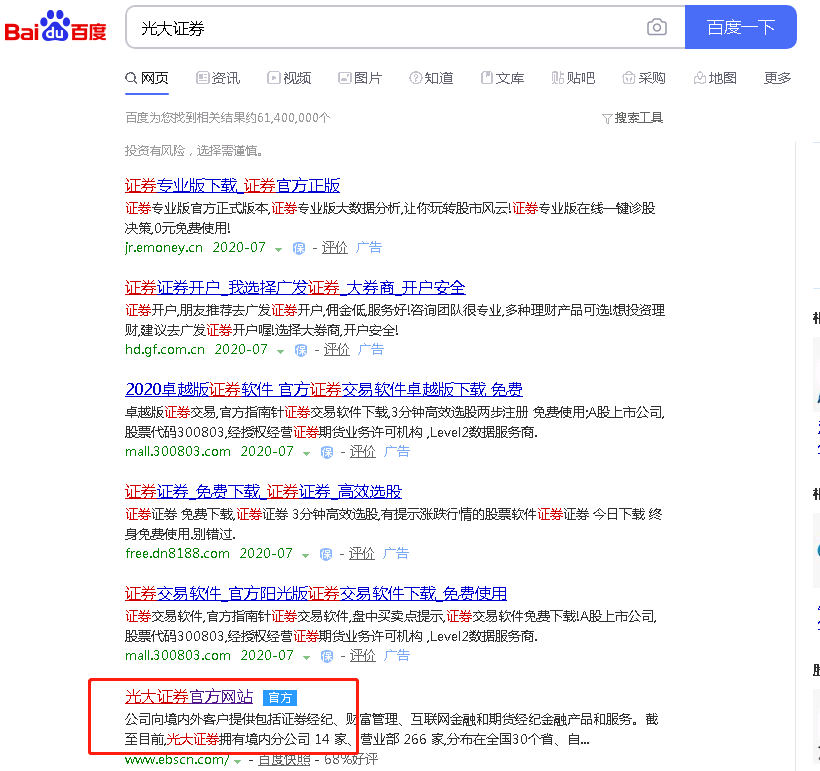 Bai du 百度 光大证券 百度一下
网页 资讯 视频 图片 知道 文库 贴吧 采购 地图 更多
百度为您找到相关结果约61,400,000个 搜索工具
投资有风险，选择需谨慎。
证券专业版下载_证券官方正版
证券专业版官方正式版本,证券专业版大数据分析,让你玩转股市风云!证券专业版在线一键诊股
决策,0元免费使用!
jr.emoney.cn 2020-07 保 - 评价 广告
证券证券开户_我选择广发证券_大券商_开户安全
证券开户,朋友推荐去广发证券开户,佣金低,服务好!咨询团队很专业,多种理财产品可选!想投资理
财,建议去广发证券开户喔!选择大券商,开户安全!
hd.gf.com.cn 2020-07 保 - 评价 广告
2020卓越版证券软件 官方证券交易软件卓越版下载 免费
卓越版证券交易,官方指南针证券交易软件下载,3分钟高效选股两步注册 免费使用;A股上市公司,
股票代码300803,经授权经营证券期货业务许可机构 ,Level2数据服务商.
mall.300803.com 2020-07 保 - 评价 广告
证券证券_免费下载_证券证券_高效选股
证券证券 免费下载,证券证券 3分钟高效选股,有提示涨跌行情的股票软件证券证券 今日下载 终
身免费使用.别错过.
free.dn8188.com 2020-07 保 - 评价 广告
证券交易软件_官方阳光版证券交易软件下载_免费使用
证券交易软件,官方指南针证券交易软件,盘中买卖点提示,证券交易软件免费下载!A股上市公司,
股票代码300803,经授权经营证券期货业务许可机构 ,Level2数据服务商.
mall.300803.com 2020-07 保 - 评价 广告
光大证券官方网站 官方
公司向境内外客户提供包括证券经纪、财富管理、互联网金融和期货经纪金融产品和服务。截
至目前,光大证券拥有境内分公司 14 家、营业部 266 家,分布在全国30个省、自...
www.ebscn.com/ - 百度快照 - 68%好评